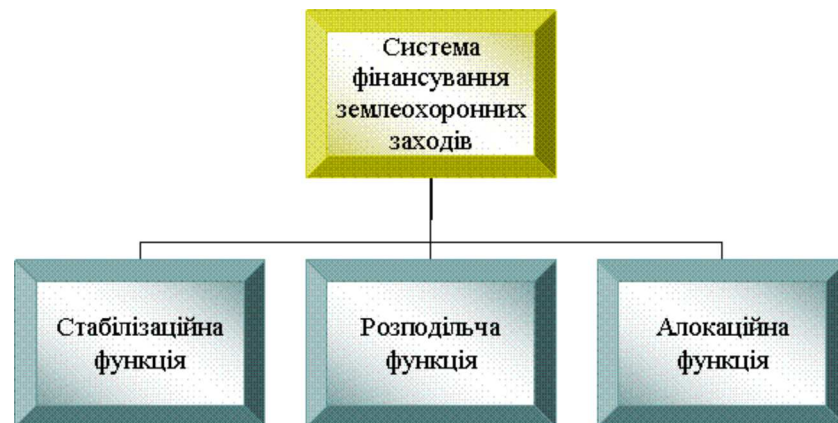 Система
фінансування
землеохоронних
заходів
Стабілізаційна
функція
Розподільча
функція
Алокаційна
функція